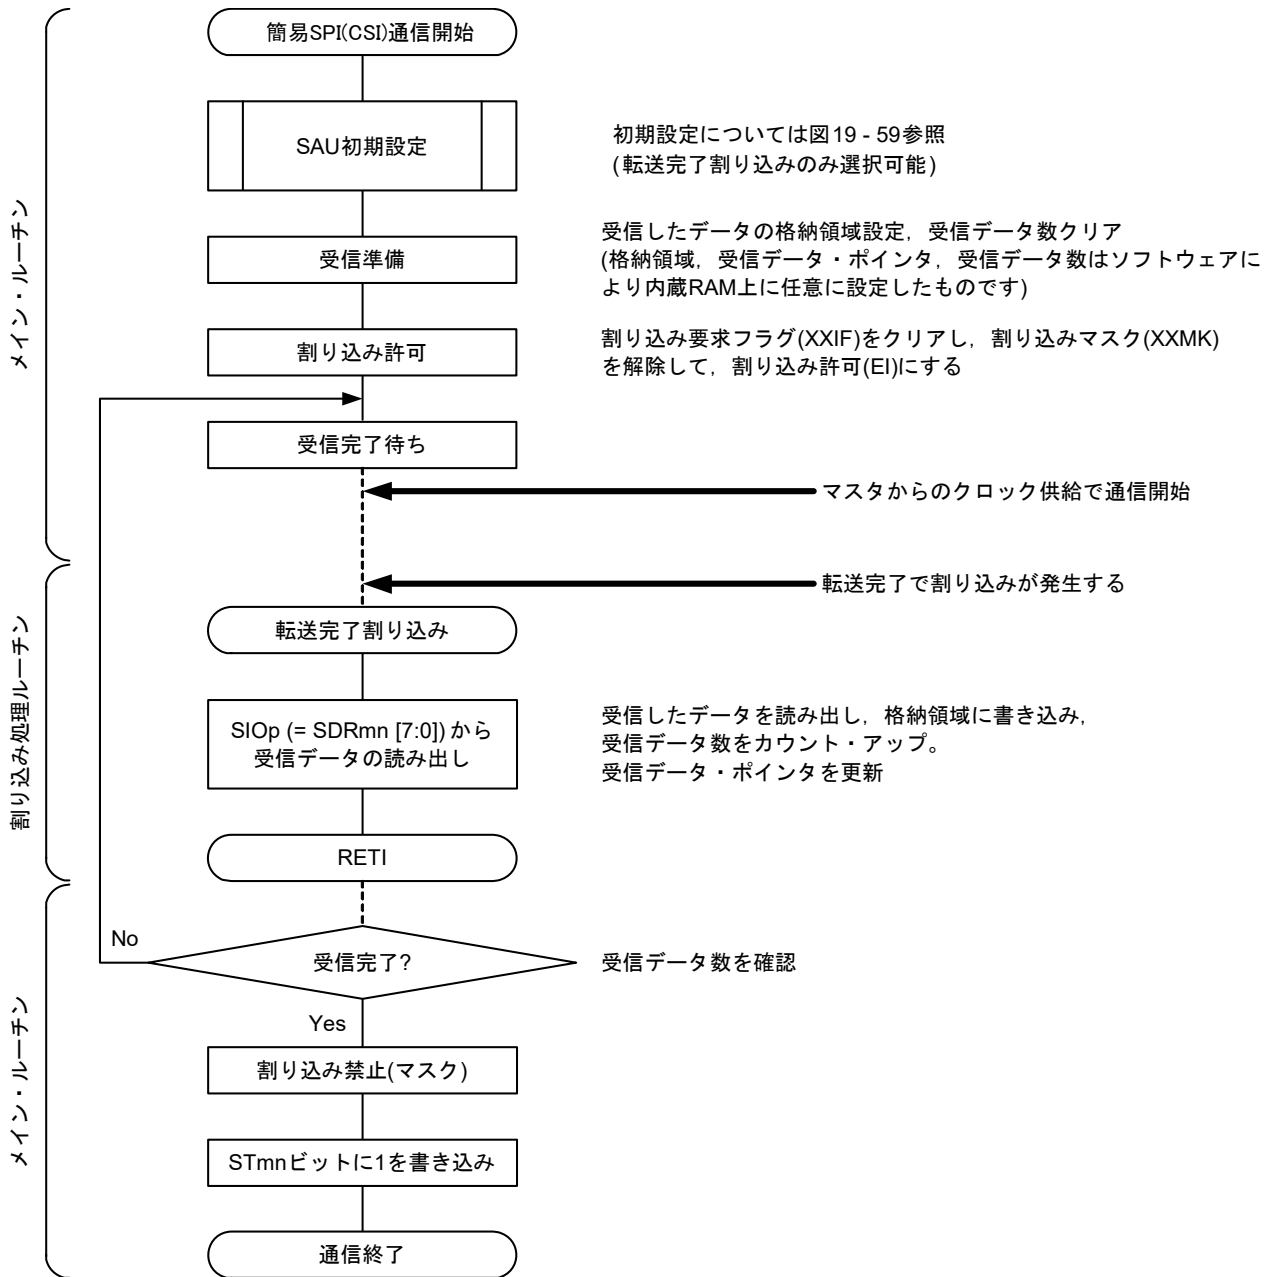 簡易SPI(CSI)通信開始
SAU初期設定
初期設定については図19 - 59参照
(転送完了割り込みのみ選択可能)
メイン・ルーチン
受信準備
受信したデータの格納領域設定，受信データ数クリア
(格納領域，受信データ・ポインタ，受信データ数はソフトウェアに
より内蔵RAM上に任意に設定したものです)
割り込み許可
割り込み要求フラグ(XXIF)をクリアし，割り込みマスク(XXMK)
を解除して，割り込み許可(EI)にする
受信完了待ち
マスタからのクロック供給で通信開始
転送完了で割り込みが発生する
割り込み処理ルーチン
転送完了割り込み
SIOp (= SDRmn [7:0]) から
受信データの読み出し
受信したデータを読み出し，格納領域に書き込み，
受信データ数をカウント・アップ。
受信データ・ポインタを更新
RETI
No
受信完了?
受信データ数を確認
Yes
メイン・ルーチン
割り込み禁止(マスク)
STmnビットに1を書き込み
通信終了